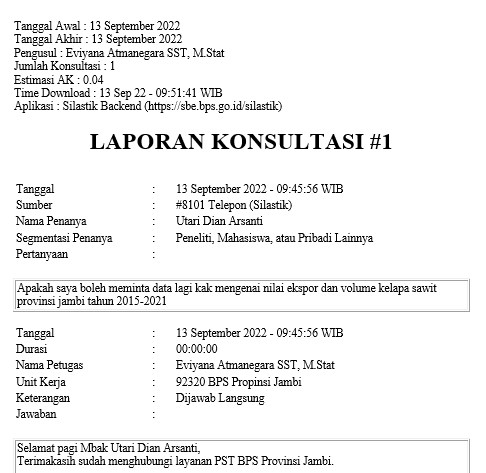 Tanggal Awal : 13 September 2022
Tanggal Akhir : 13 September 2022
Pengusul : Eviyana Atmanegara SST, M.Stat
Jumlah Konsultasi : 1
Estimasi AK : 0.04
Time Download : 13 Sep 22 - 09:51:41 WIB
Aplikasi : Silastik Backend (https://sbe.bps.go.id/silastik)
LAPORAN KONSULTASI #1
Tanggal : 13 September 2022 - 09:45:56 WIB
Sumber : #8101 Telepon (Silastik)
Nama Penanya : Utari Dian Arsanti
Segmentasi Penanya : Peneliti, Mahasiswa, atau Pribadi Lainnya
Pertanyaan :
Apakah saya boleh meminta data lagi kak mengenai nilai ekspor dan volume kelapa sawit
provinsi jambi tahun 2015-2021
Tanggal : 13 September 2022 - 09:45:56 WIB
Durasi : 00:00:00
Nama Petugas : Eviyana Atmanegara SST, M.Stat
Unit Kerja : 92320 BPS Propinsi Jambi
Keterangan : Dijawab Langsung
Jawaban :
Selamat pagi Mbak Utari Dian Arsanti,
Terimakasih sudah menghubungi layanan PST BPS Provinsi Jambi.